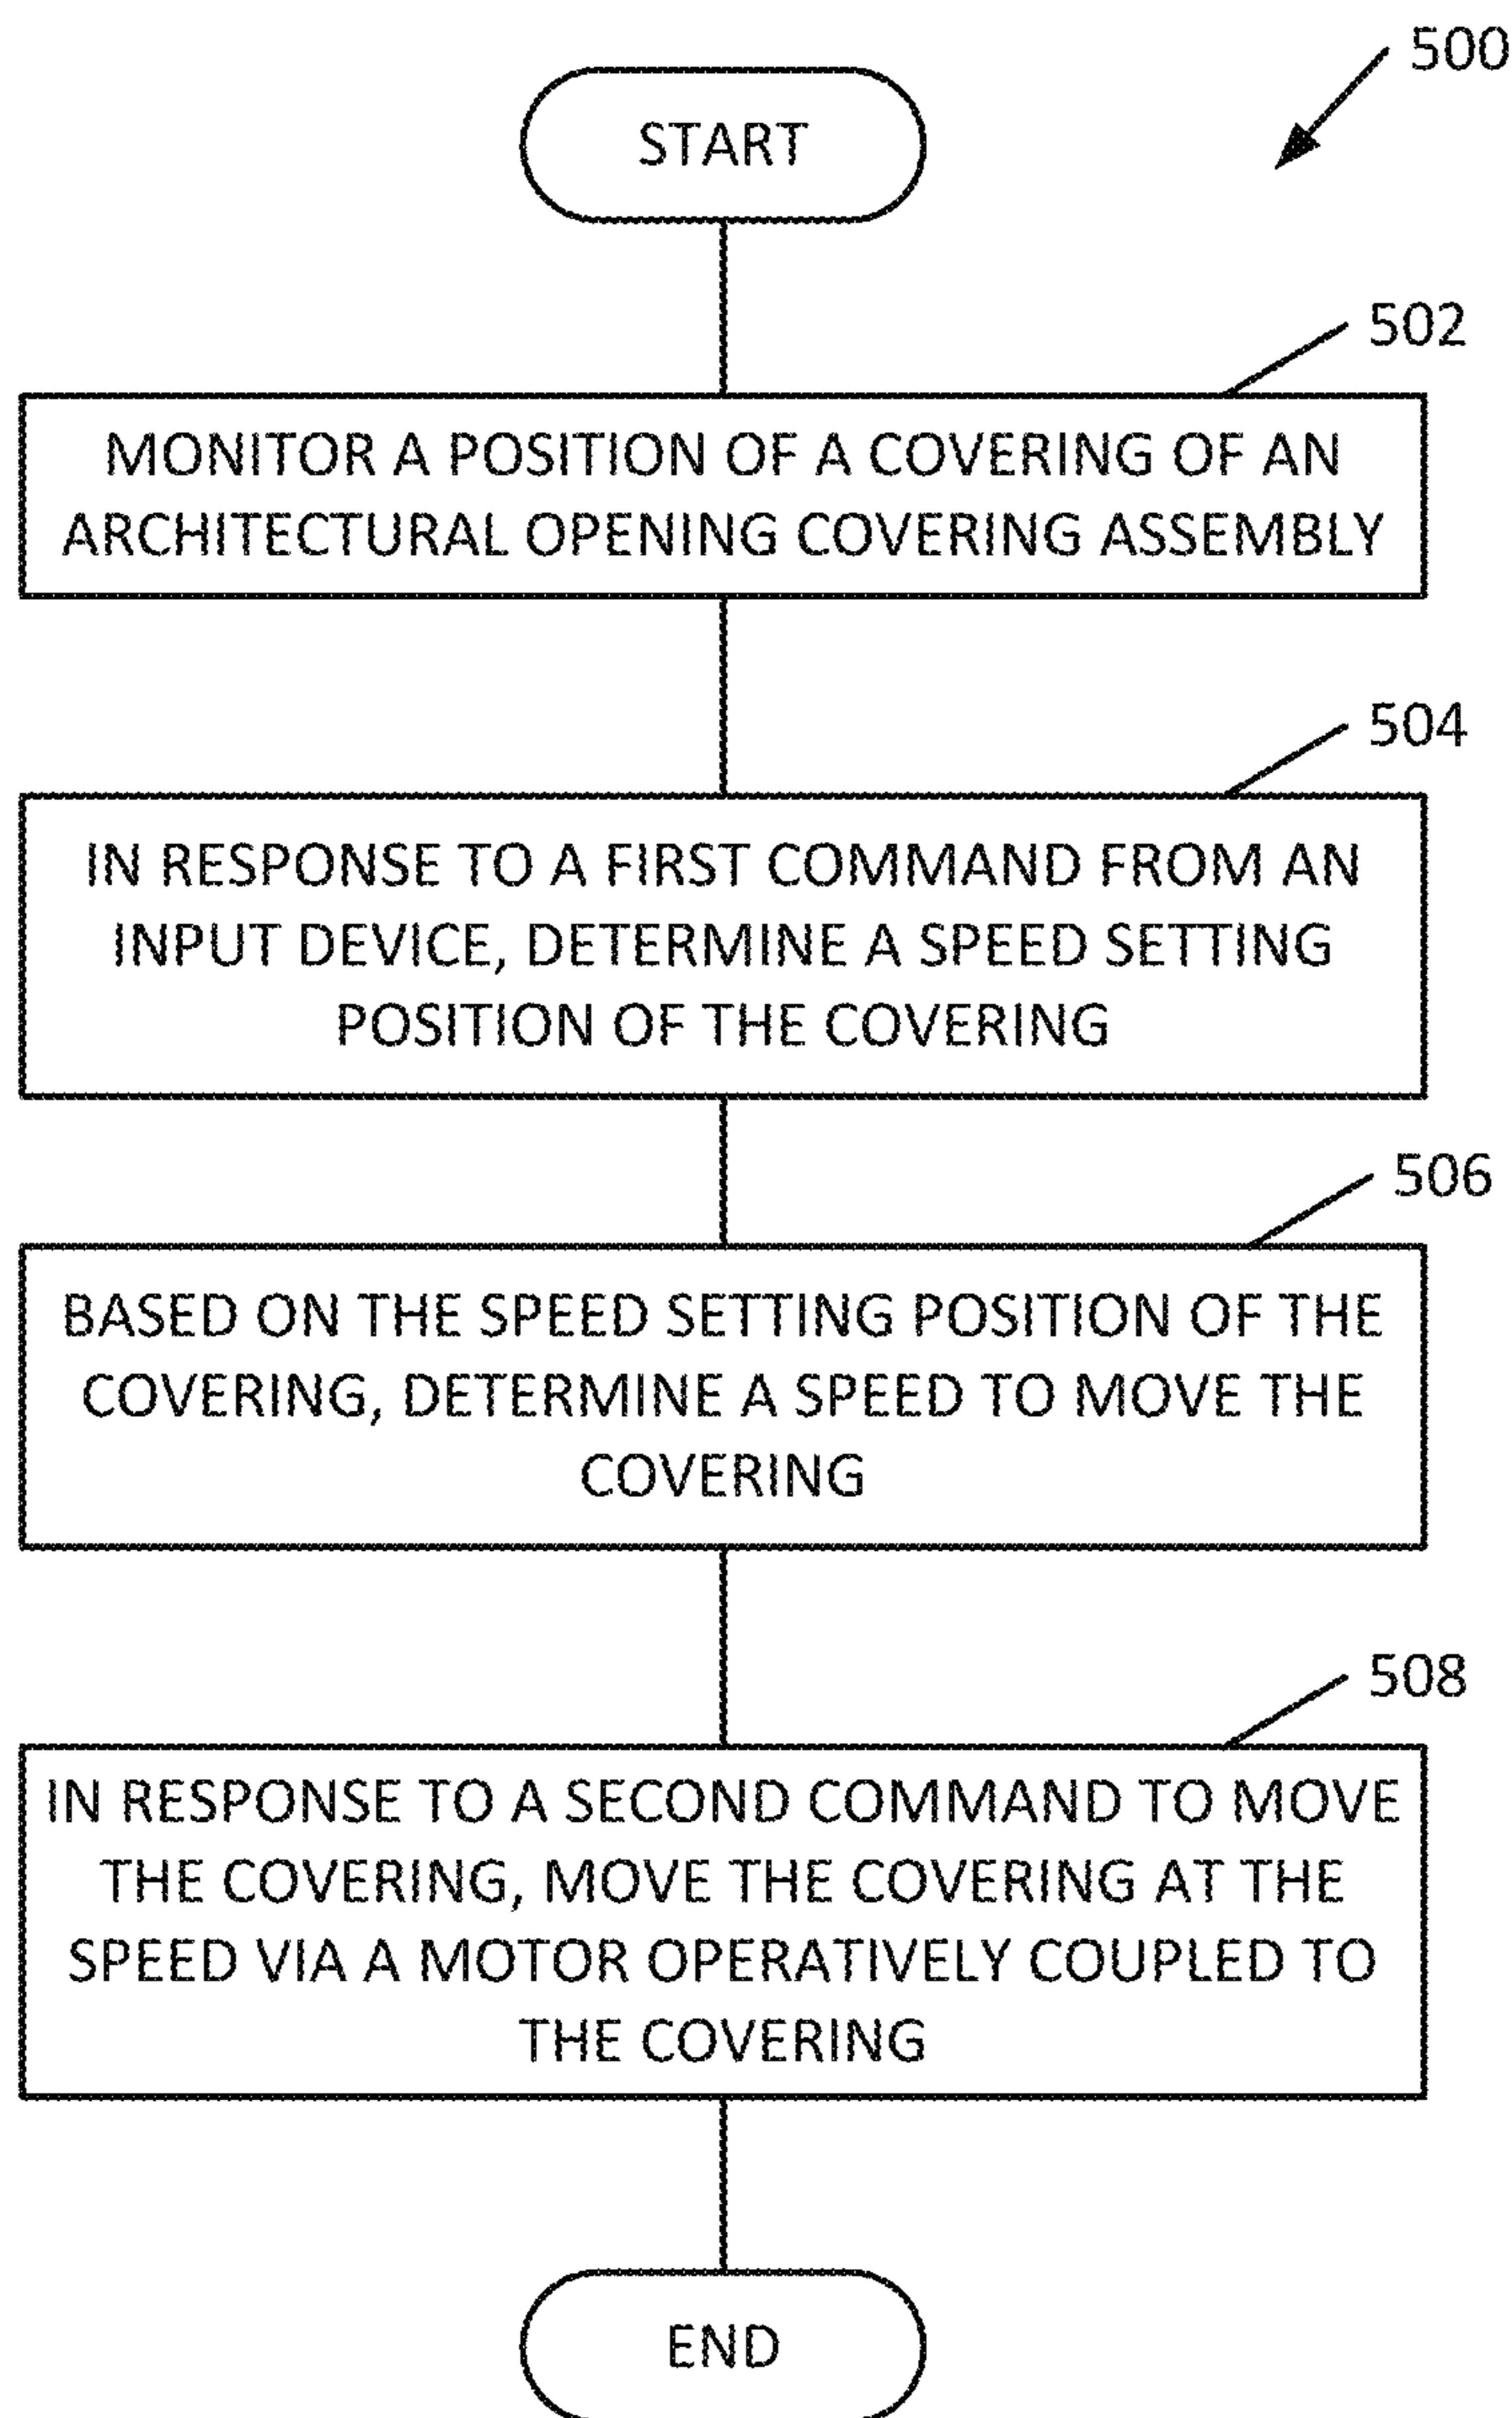 500
START
502
MONITOR A POSITION OF A COVERING OF AN
ARCHITECTURAL OPENING COVERING ASSEMBLY
504
IN RESPONSE TO A FIRST COMMAND FROM AN
INPUT DEVICE, DETERMINE A SPEED SETTING
POSITION OF THE COVERING
506
BASED ON THE SPEED SETTING POSITION OF THE
COVERING, DETERMINE A SPEED TO MOVE THE
COVERING
508
IN RESPONSE TO A SECOND COMMAND TO MOVE
THE COVERING, MOVE THE COVERING AT THE
SPEED VIA A MOTOR OPERATIVELY COUPLED TO
THE COVERING
END